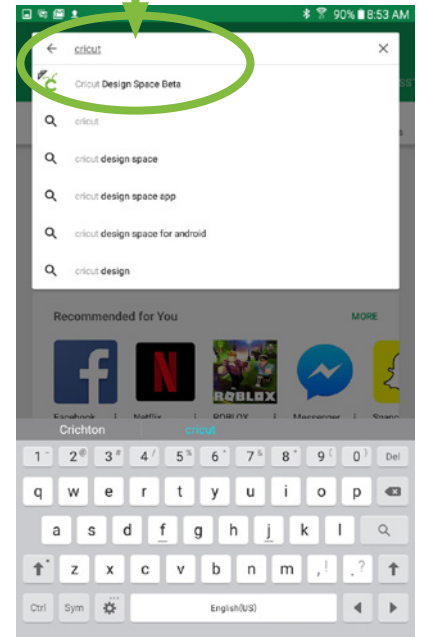 90% 8:53 AM
cricut
Cricut Design Space Beta
cricut
cricut design space
cricut design space app
cricut design space for android
cricut design
Recommended for You MORE
ROBLOX
Facebook Netflix ROBLOX Messenger
Crichton cricut
1 - 2 @ 3 # 4 / 5 % 6 ^ 7 & 8 * 9 ( 0 ) Del
q w e r t y u i o p
a s d f g h j k l
z x c v b n m , ! . ?
Ctrl Sym English(US)